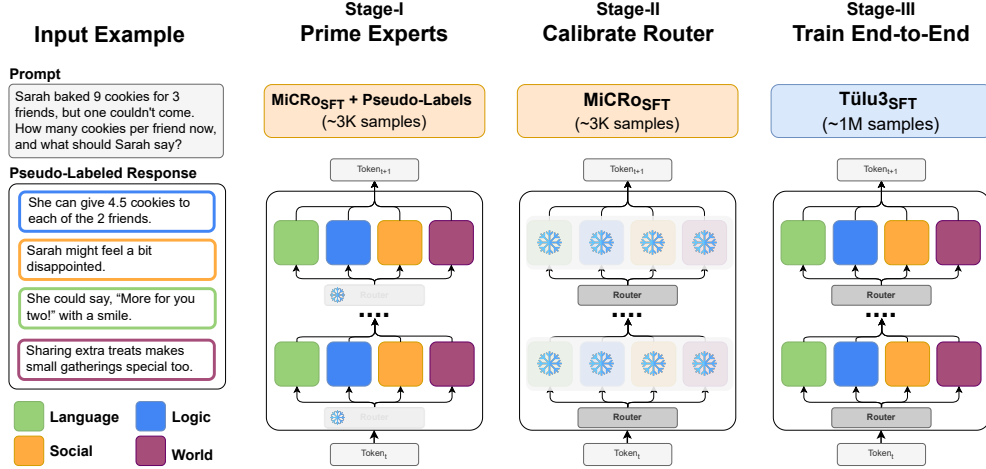 Input Example
Prompt
Sarah baked 9 cookies for 3
friends, but one couldn't come.
How many cookies per friend now,
and what should Sarah say?
Pseudo-Labeled Response
She can give 4.5 cookies to
each of the 2 friends.
Sarah might feel a bit
disappointed.
She could say, “More for you
two!” with a smile.
Sharing extra treats makes
small gatherings special too.
Language
Logic
Social
World
Stage-I
Prime Experts
MiCRoSFT + Pseudo-Labels
(~3K samples)
Tokent+1
Router
....
Router
Tokent
Stage-II
Calibrate Router
MiCRoSFT
(~3K samples)
Tokent+1
Router
....
Router
Tokent
Stage-III
Train End-to-End
Tülu3SFT
(~1M samples)
Tokent+1
Router
....
Router
Tokent